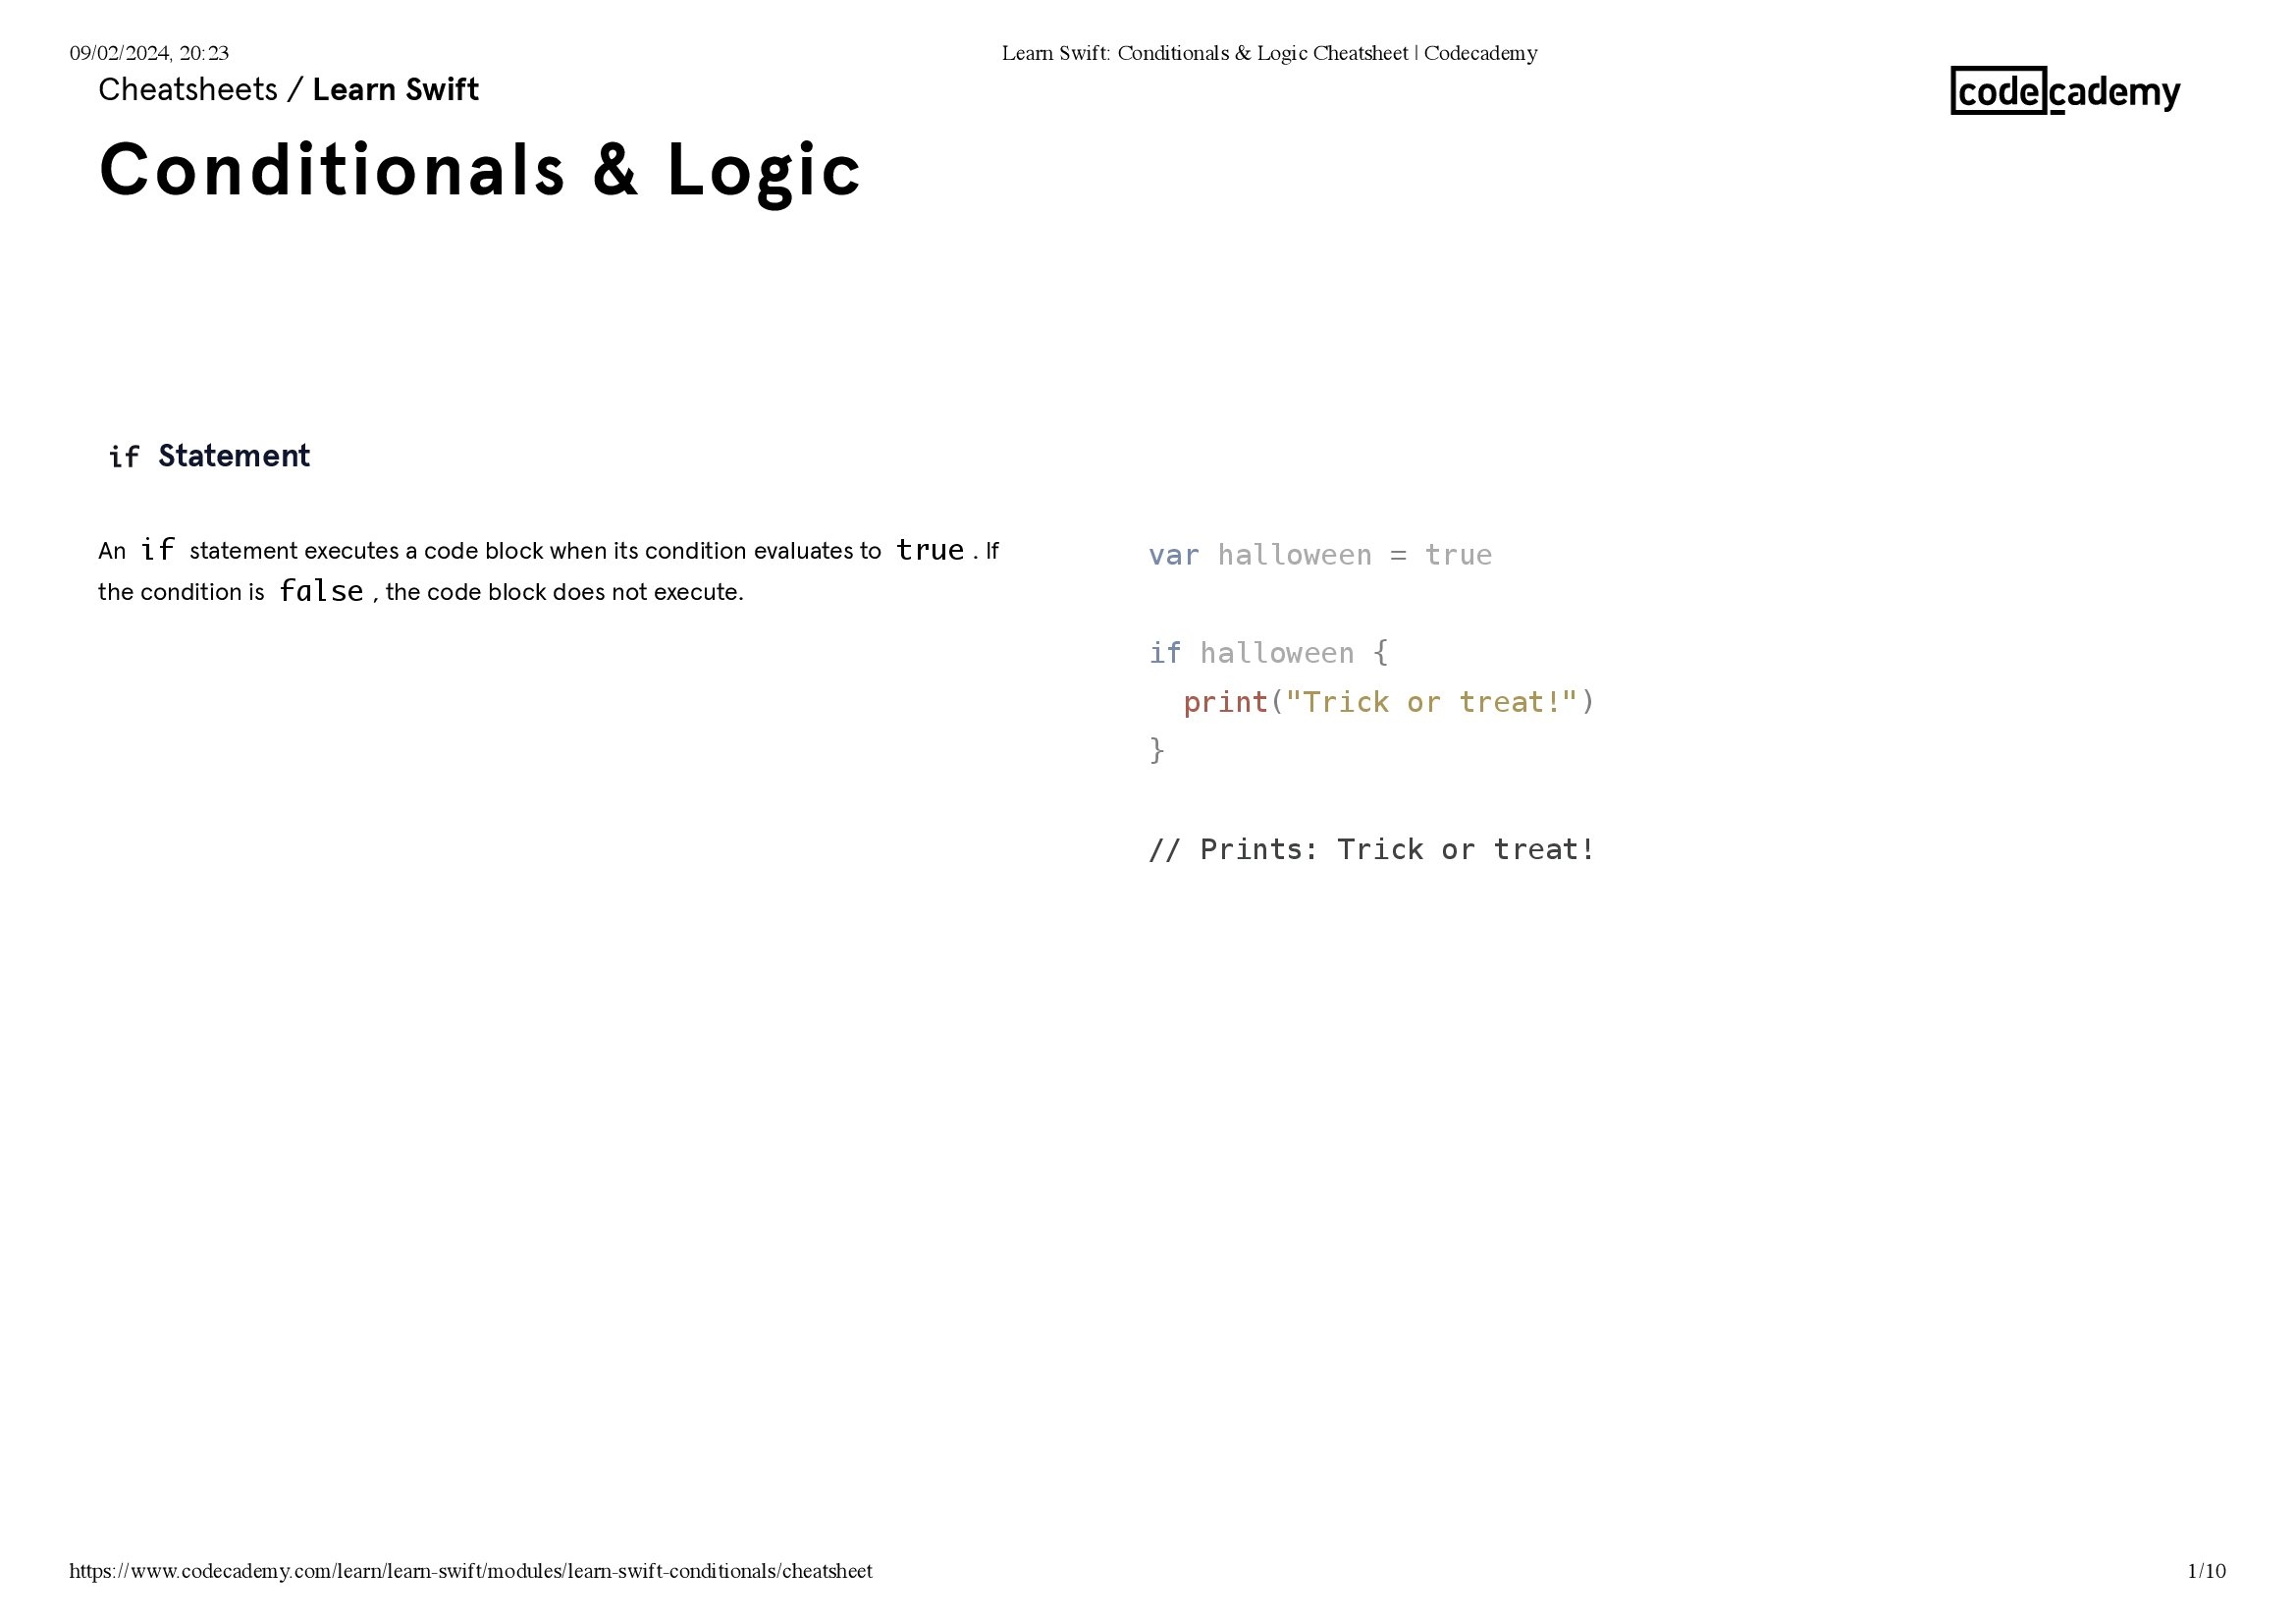 09/02/2024, 20:23
Learn Swift: Conditionals & Logic Cheatsheet | Codecademy
Cheatsheets / Learn Swift
codecademy
Conditionals & Logic
if Statement
An if statement executes a code block when its condition evaluates to true . If
the condition is false , the code block does not execute.
var halloween = true
if halloween {
  print("Trick or treat!")
}
// Prints: Trick or treat!
https://www.codecademy.com/learn/learn-swift/modules/learn-swift-conditionals/cheatsheet
1/10